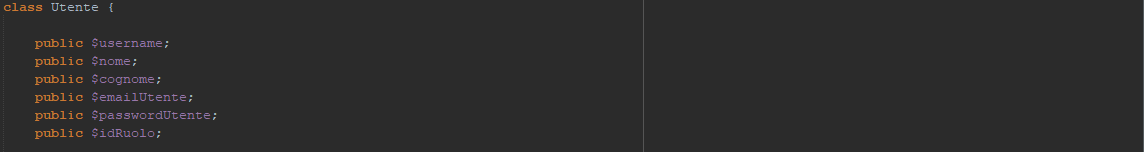 class Utente {
public $username;
public $nome;
public $cognome;
public $emailUtente;
public $passwordUtente;
public $idRuolo;